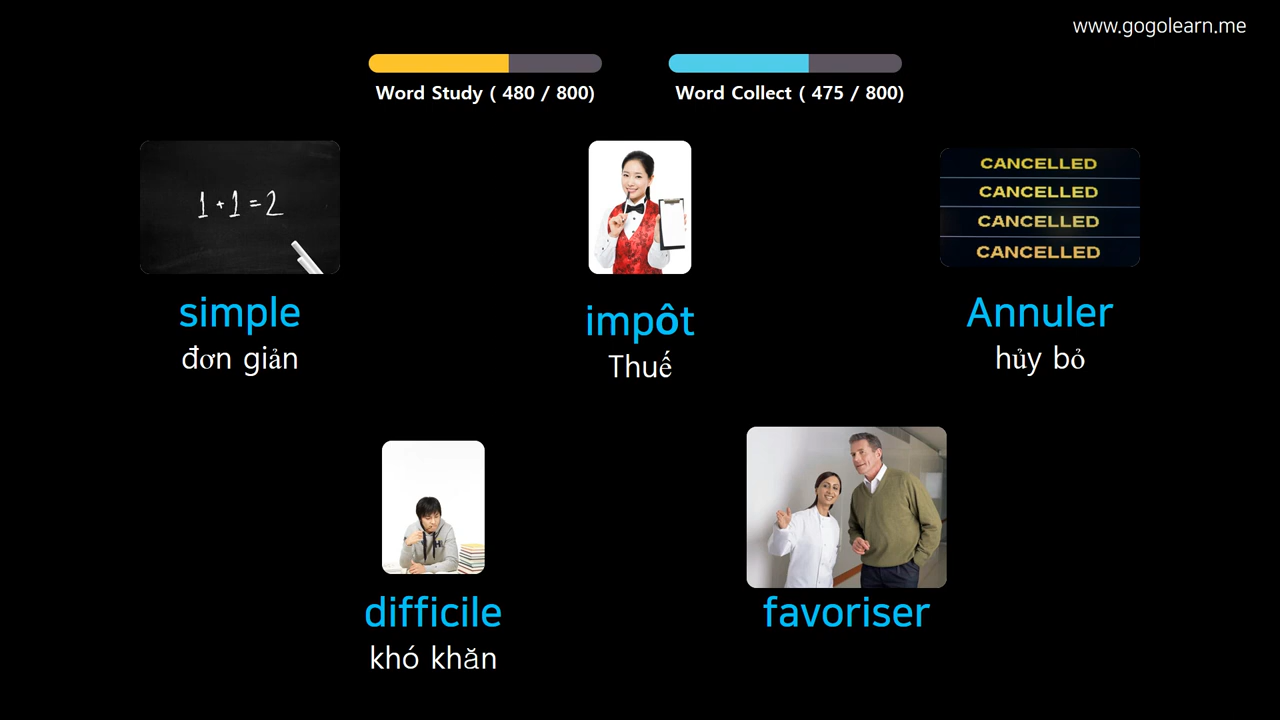 www.gogolearn.me
Word Study ( 480 / 800)
Word Collect ( 475 / 800)
1+1=2
CANCELLED
CANCELLED
CANCELLED
CANCELLED
simple
đơn giản
impôt
Thuế
Annuler
hủy bỏ
difficile
khó khăn
favoriser